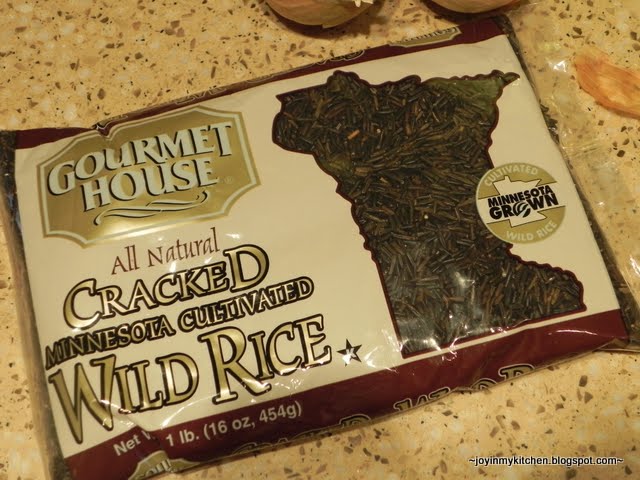 GOURMET
HOUSE®
All Natural
CRACKED
MINNESOTA CULTIVATED
WILD RICE
Net 1 lb. (16 oz, 454g)
CULTIVATED
MINNESOTA
GROWN
WILD RICE
~joyinmykitchen.blogspot.com~